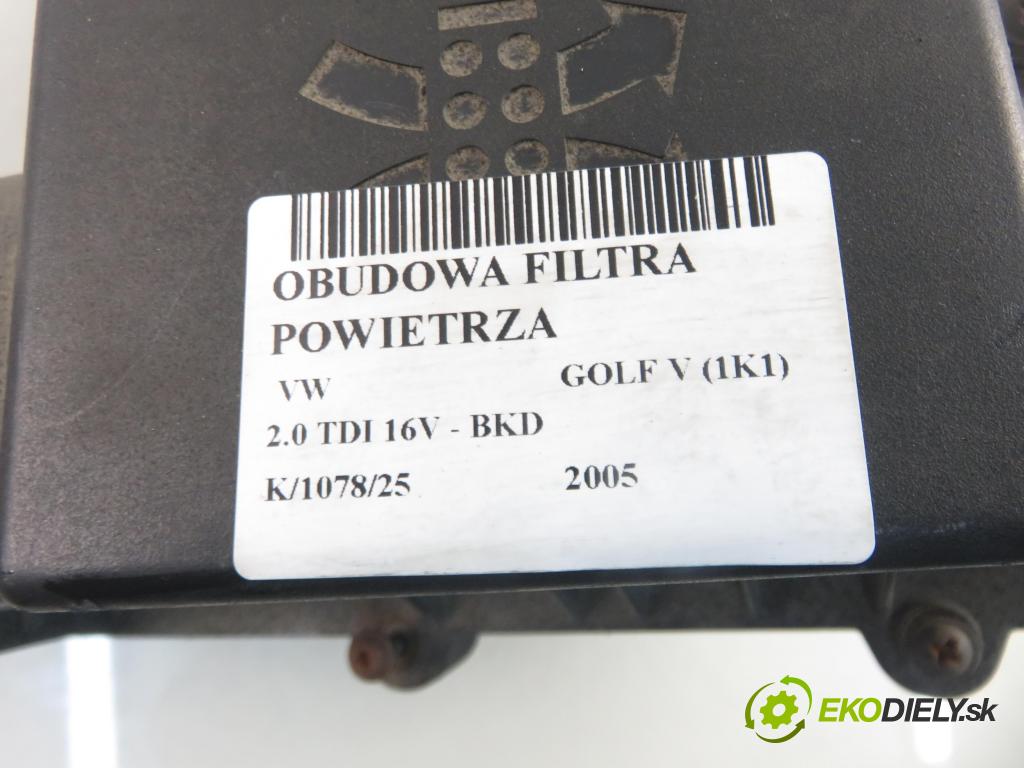 OBUDOWA FILTRA
POWIETRZA
VW GOLF V (1K1)
2.0 TDI 16V - BKD
K/1078/25 2005
EKODIELY.sk